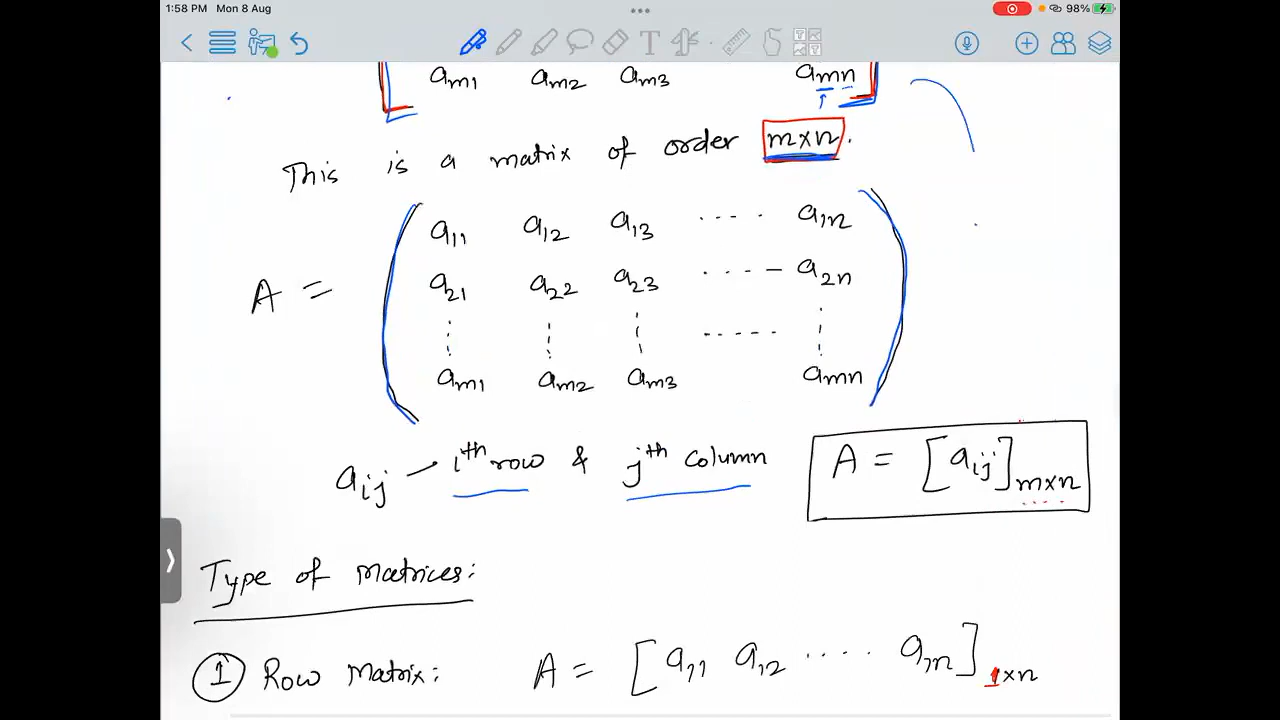 1:58 PM Mon 8 Aug 98%
T
am1 am2 am3 amn
This is a matrix of order m×n.
a11 a12 a13 ..... a1n
A = a21 a22 a23 ..... a2n
am1 am2 am3 amn
aij → ith row & jth column A = [aij]m×n
Type of Matrices:
① Row Matrix: A = [a11 a12 ..... a1n]1×n